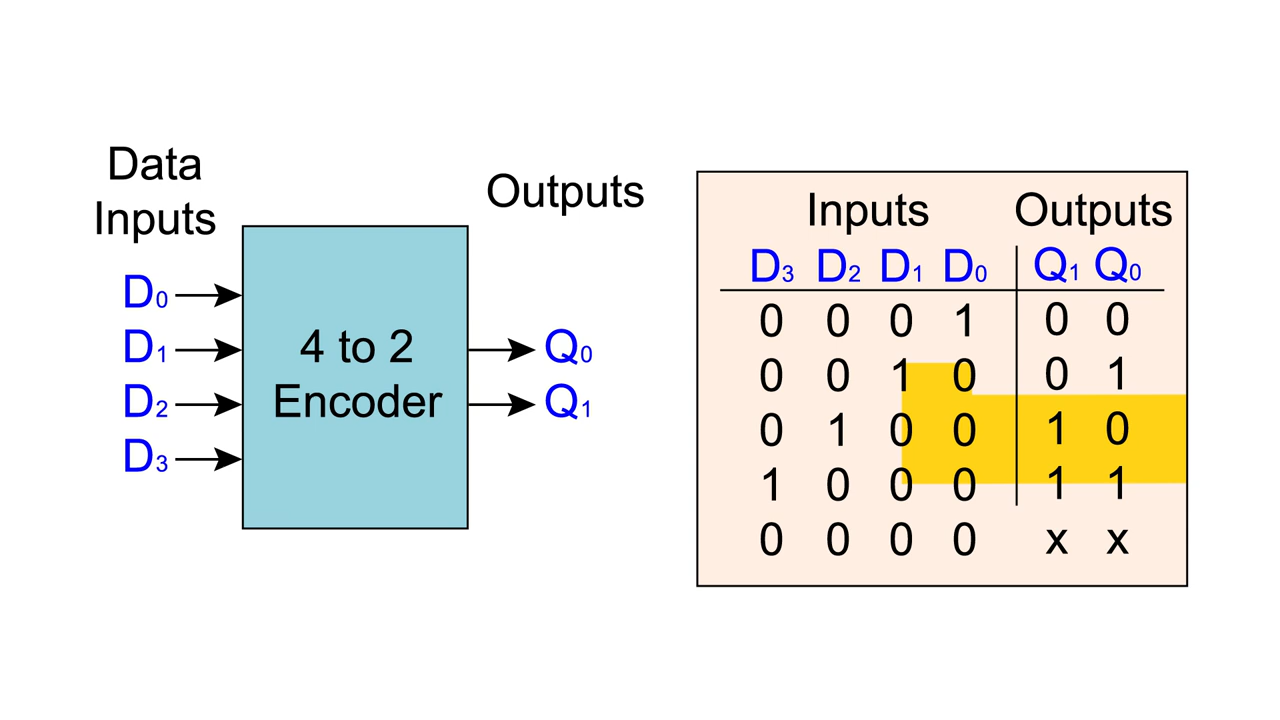 Data
Inputs
D0
D1
D2
D3
4 to 2
Encoder
Outputs
Q0
Q1
Inputs Outputs
D3 D2 D1 D0 Q1 Q0
0 0 0 1 0 0
0 0 1 0 0 1
0 1 0 0 1 0
1 0 0 0 1 1
0 0 0 0 x x